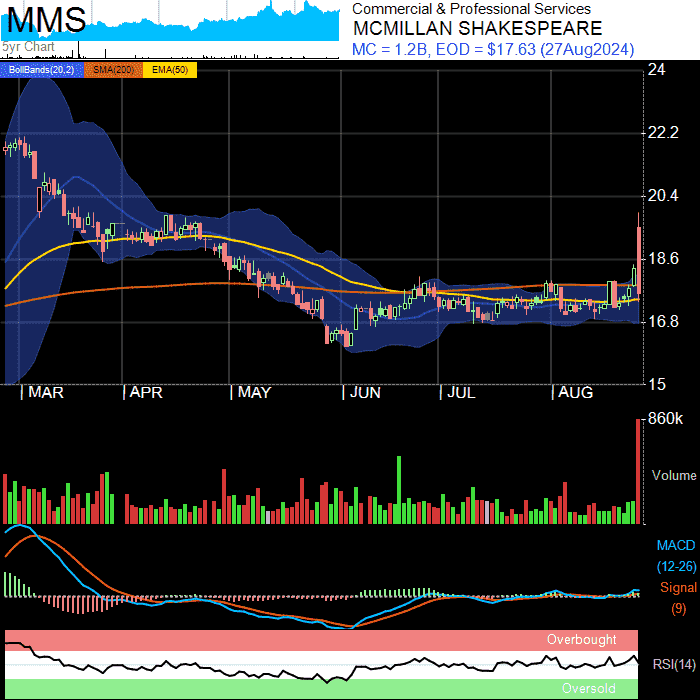 MMS
5yr Chart
Commercial & Professional Services
MCMILLAN SHAKESPEARE
MC = 1.2B, EOD = $17.63 (27Aug2024)
BollBands(20,2) SMA(200) EMA(50)
24
22.2
20.4
18.6
16.8
15
MAR APR MAY JUN JUL AUG
860k
Volume
MACD
(12-26)
Signal
(9)
Overbought
RSI(14)
Oversold